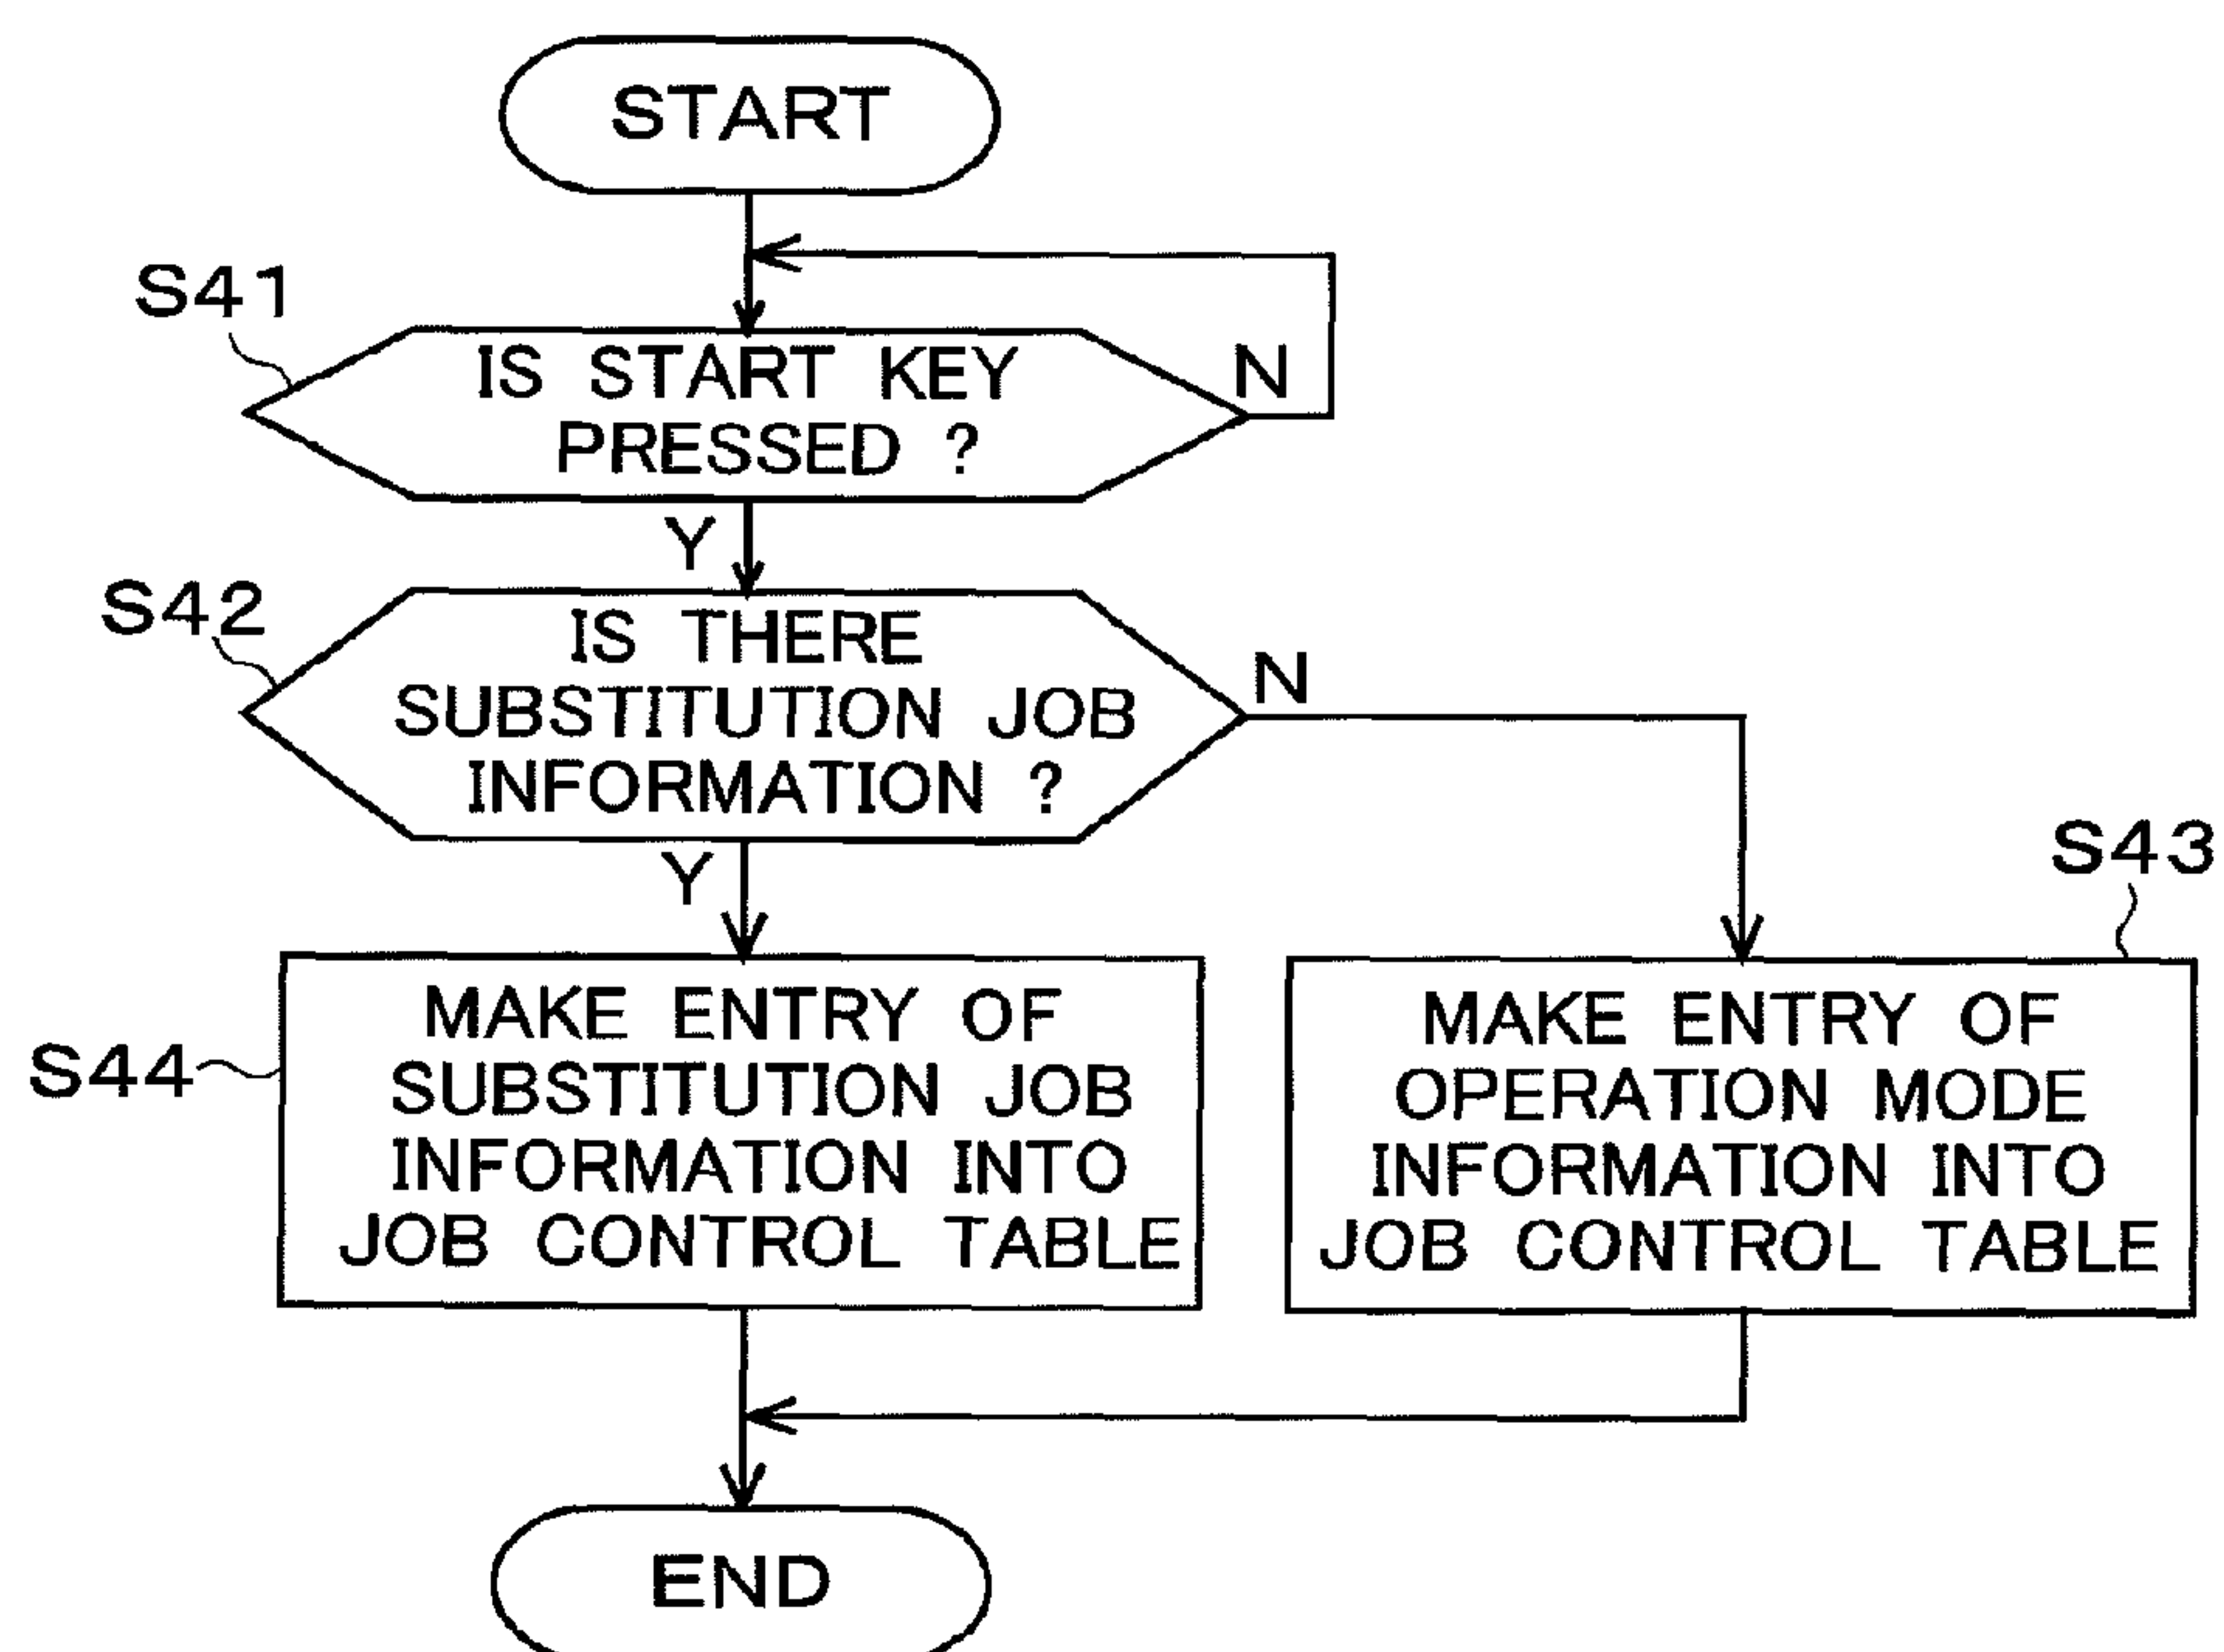 START
S41
IS START KEY
PRESSED ?
N
Y
S42
IS THERE
SUBSTITUTION JOB
INFORMATION ?
N
Y
S43
S44
MAKE ENTRY OF
SUBSTITUTION JOB
INFORMATION INTO
JOB CONTROL TABLE
MAKE ENTRY OF
OPERATION MODE
INFORMATION INTO
JOB CONTROL TABLE
END